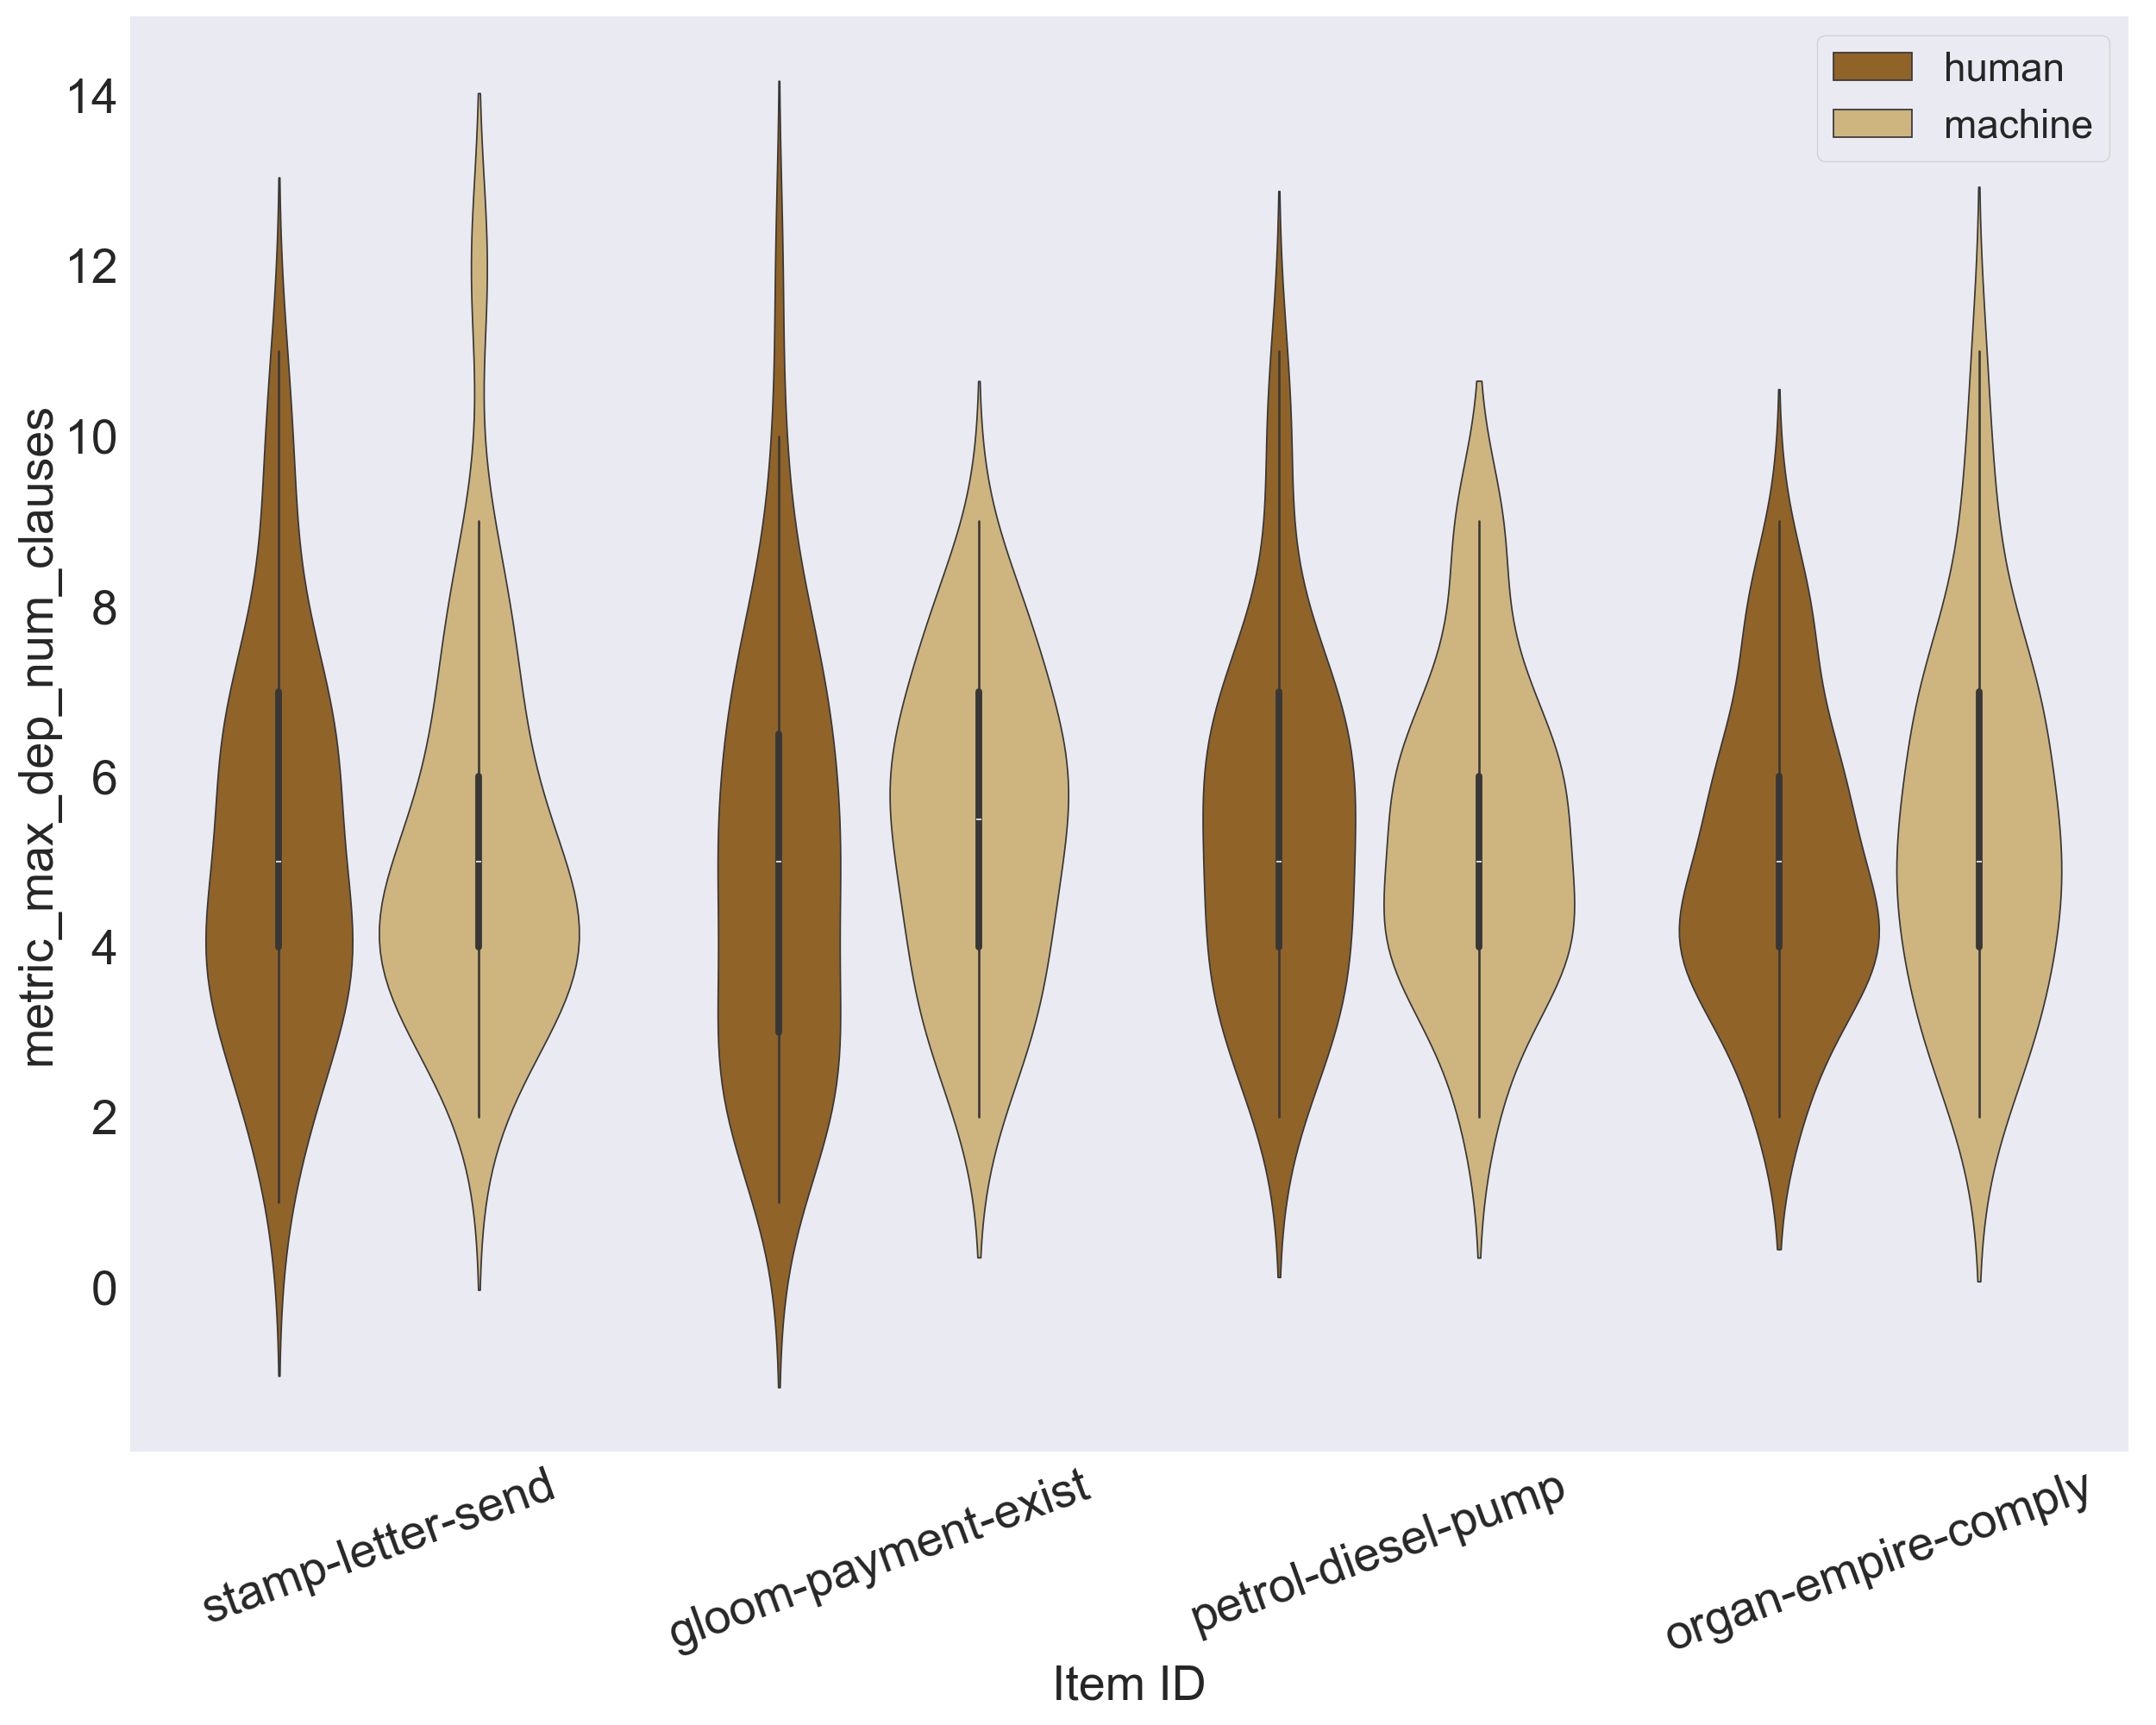 human
machine
14
12
10
8
6
4
2
0
metric_max_dep_num_clauses
stamp-letter-send
gloom-payment-exist
petrol-diesel-pump
organ-empire-comply
Item ID